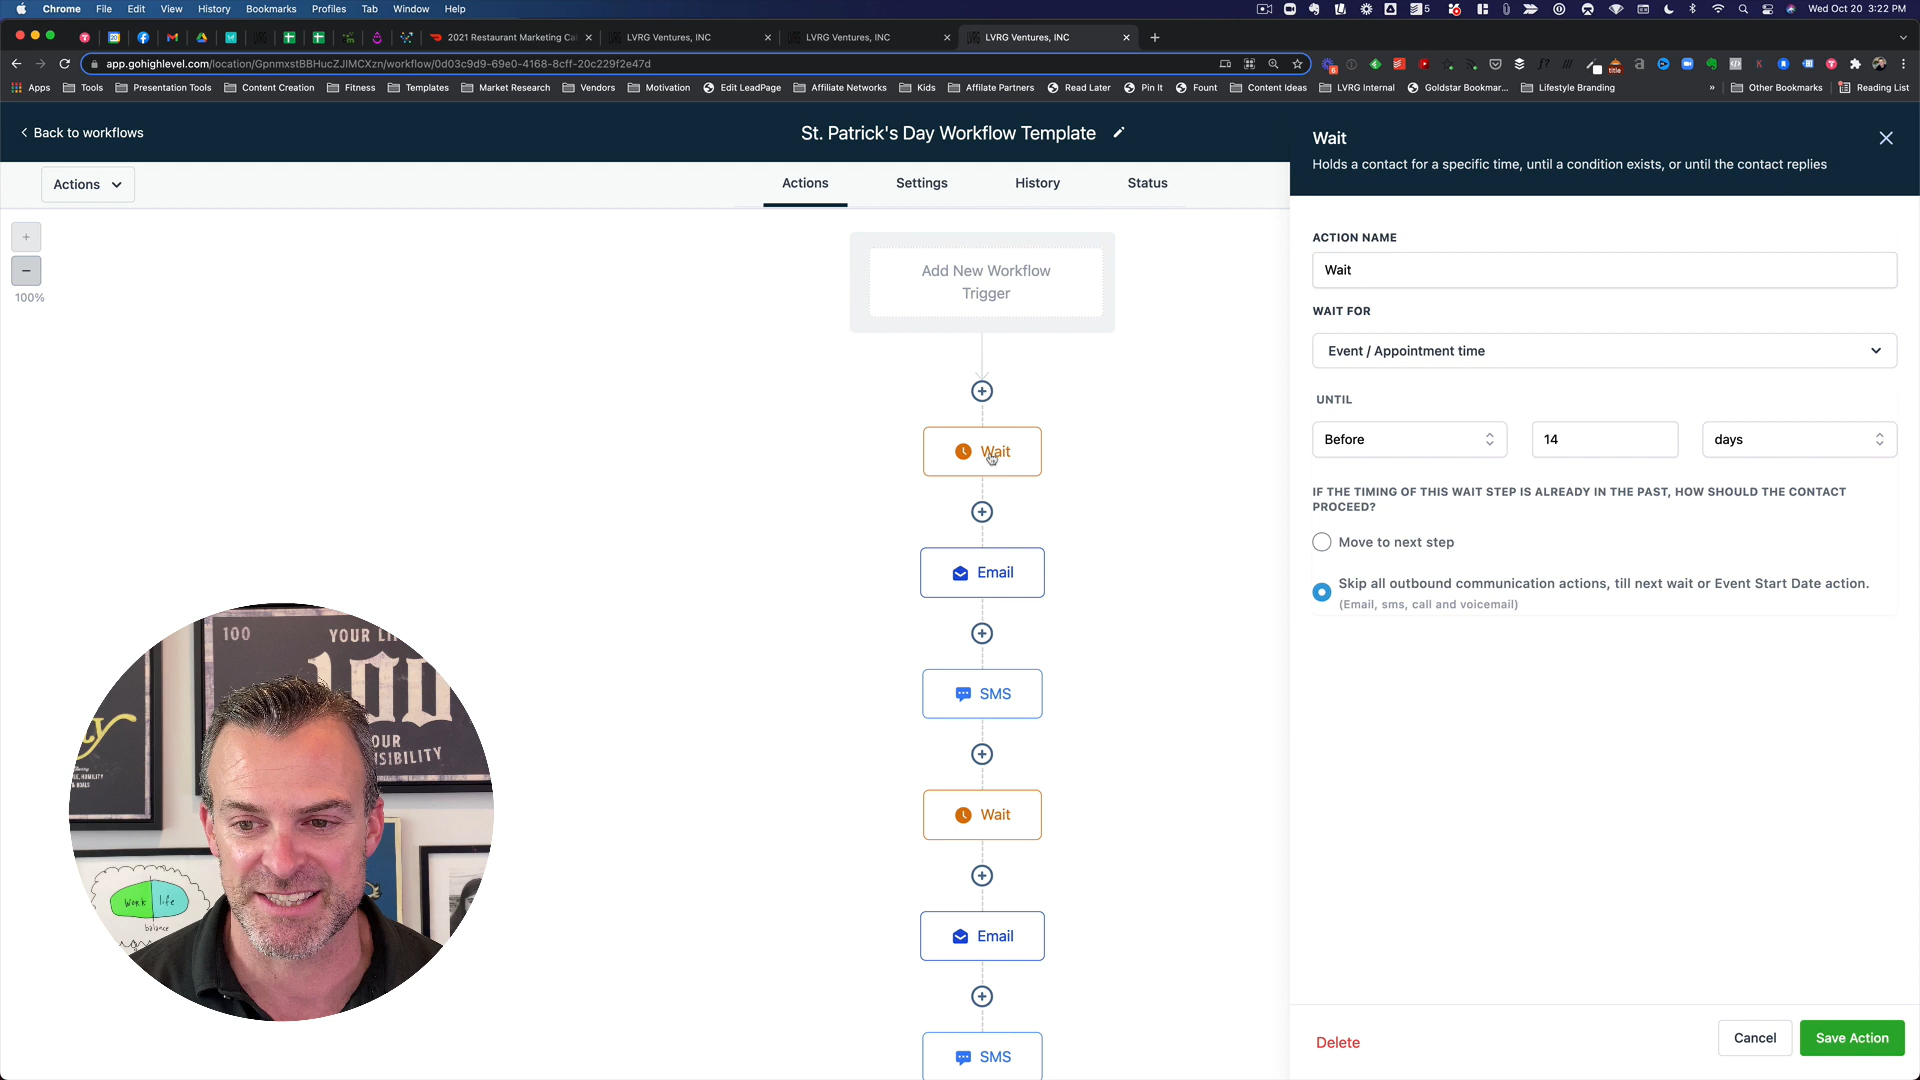 Chrome File Edit View History Bookmarks Profiles Tab Window Help
5 Wed Oct 20 3:22 PM
2021 Restaurant Marketing Ca LVRG Ventures, INC LVRG Ventures, INC LVRG Ventures, INC
app.gohighlevel.com/location/GpnmxstBBHucZJIMCXzn/workflow/0d03c9d9-69e0-4168-8cff-20c229f2e47d
Apps Tools Presentation Tools Content Creation Fitness Templates Market Research Vendors Motivation Edit LeadPage Affiliate Networks Kids Affilate Partners Read Later Pin It Fount Content Ideas LVRG Internal Goldstar Bookmar... Lifestyle Branding » Other Bookmarks Reading List
Back to workflows
St. Patrick's Day Workflow Template
Actions
Actions Settings History Status
+
−
100%
Add New Workflow
Trigger
Wait
Email
SMS
Wait
Email
SMS
Wait
Holds a contact for a specific time, until a condition exists, or until the contact replies
ACTION NAME
Wait
WAIT FOR
Event / Appointment time
UNTIL
Before 14 days
IF THE TIMING OF THIS WAIT STEP IS ALREADY IN THE PAST, HOW SHOULD THE CONTACT
PROCEED?
Move to next step
Skip all outbound communication actions, till next wait or Event Start Date action.
(Email, sms, call and voicemail)
Delete Cancel Save Action
100 YOUR
100
OUR
work life
balance